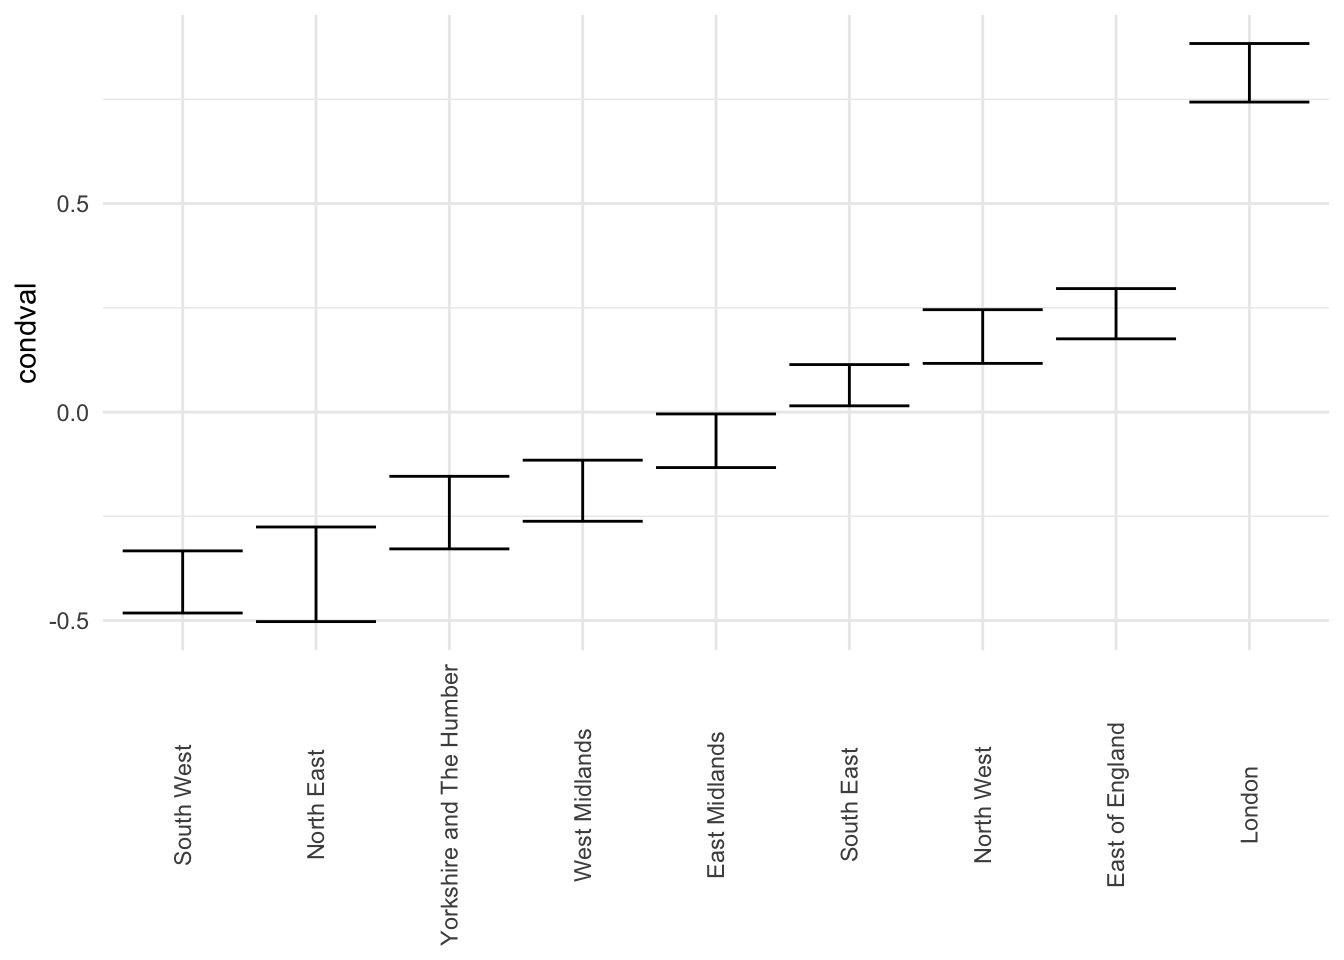 condval
0.5
0.0
-0.5
South West
North East
Yorkshire and The Humber
West Midlands
East Midlands
South East
North West
East of England
London